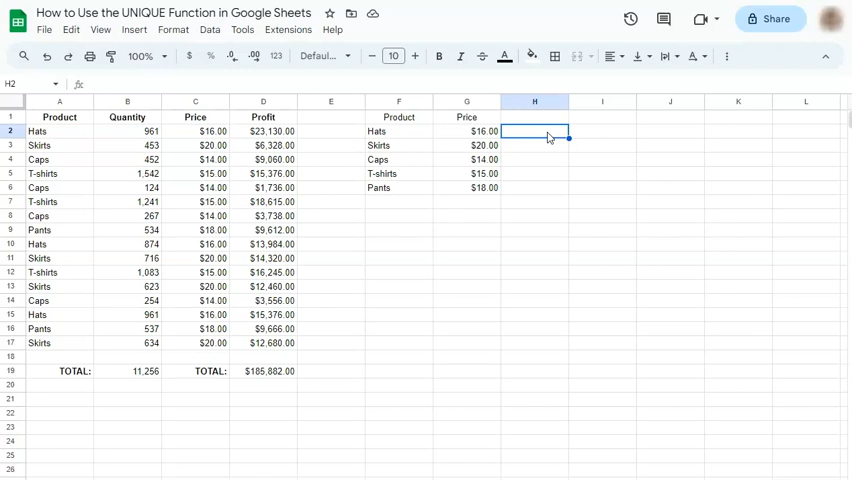 How to Use the UNIQUE Function in Google Sheets
File Edit View Insert Format Data Tools Extensions Help
Share
100% $ % .0 .00 123 Defaul... 10 B I A
H2 fx
A B C D E F G H I J K L
1 Product Quantity Price Profit Product Price
2 Hats 961 $16.00 $23,130.00 Hats $16.00
3 Skirts 453 $20.00 $6,328.00 Skirts $20.00
4 Caps 452 $14.00 $9,060.00 Caps $14.00
5 T-shirts 1,542 $15.00 $15,376.00 T-shirts $15.00
6 Caps 124 $14.00 $1,736.00 Pants $18.00
7 T-shirts 1,241 $15.00 $18,615.00
8 Caps 267 $14.00 $3,738.00
9 Pants 534 $18.00 $9,612.00
10 Hats 874 $16.00 $13,984.00
11 Skirts 716 $20.00 $14,320.00
12 T-shirts 1,083 $15.00 $16,245.00
13 Skirts 623 $20.00 $12,460.00
14 Caps 254 $14.00 $3,556.00
15 Hats 961 $16.00 $15,376.00
16 Pants 537 $18.00 $9,666.00
17 Skirts 634 $20.00 $12,680.00
18
19 TOTAL: 11,256 TOTAL: $185,882.00
20
21
22
23
24
25
26